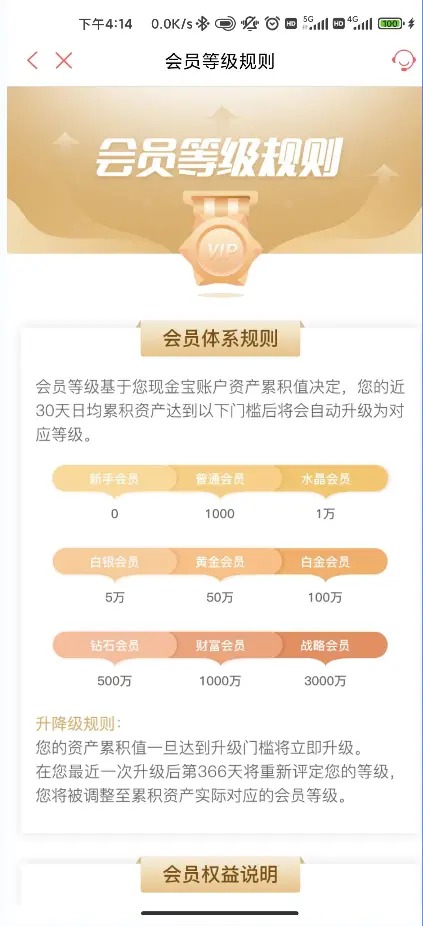 下午4:14 0.0K/s HD 5G HD 4G 100
会员等级规则
会员等级规则
VIP
会员体系规则
会员等级基于您现金宝账户资产累积值决定，您的近
30天日均累积资产达到以下门槛后将会自动升级为对
应等级。
新手会员 普通会员 水晶会员
0 1000 1万
白银会员 黄金会员 白金会员
5万 50万 100万
钻石会员 财富会员 战略会员
500万 1000万 3000万
升降级规则：
您的资产累积值一旦达到升级门槛将立即升级。
在您最近一次升级后第366天将重新评定您的等级，
您将被调整至累积资产实际对应的会员等级。
会员权益说明